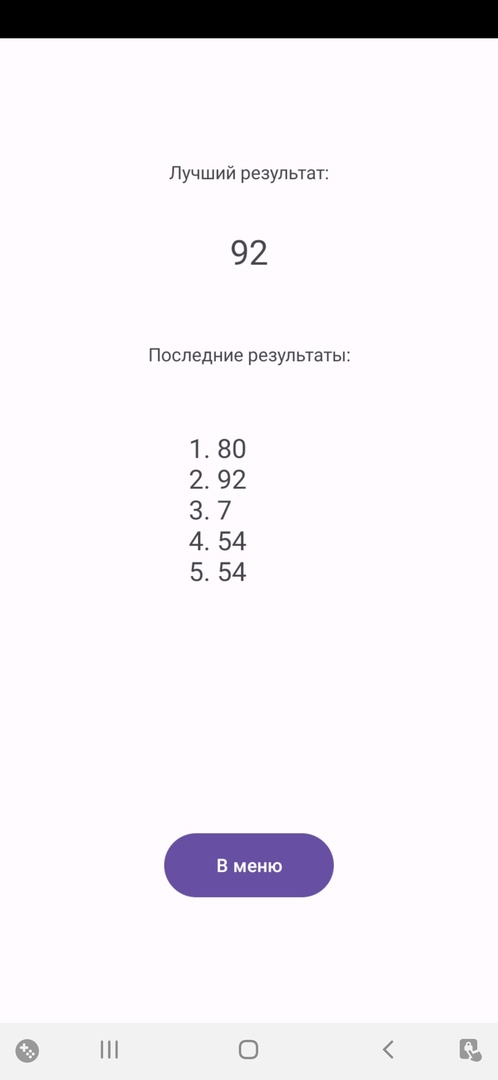 Лучший результат:
92
Последние результаты:
1. 80
2. 92
3. 7
4. 54
5. 54
В меню